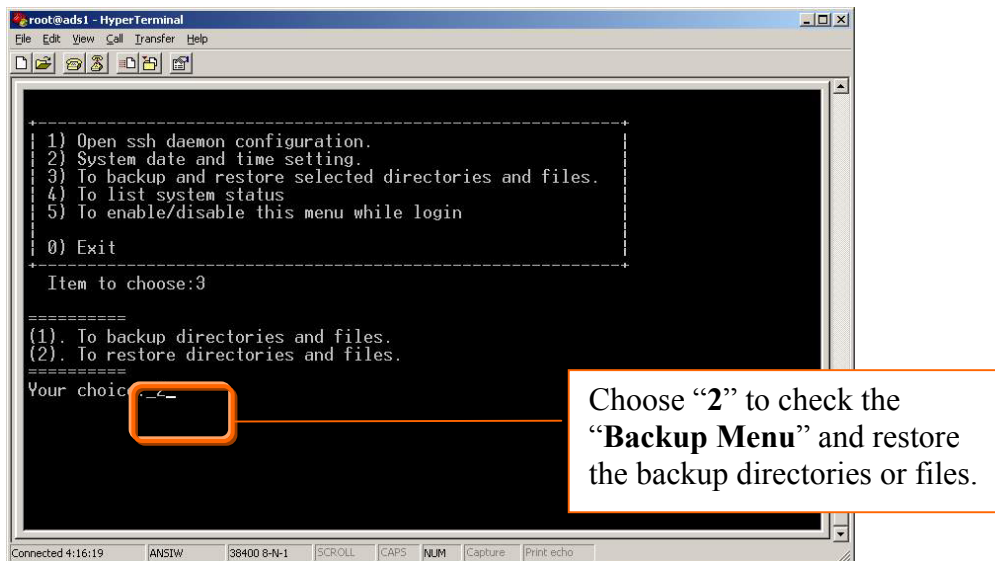 root@ads1 - HyperTerminal
File Edit View Call Transfer Help
+------------------------------------------------------------+
| 1) Open ssh daemon configuration. |
| 2) System date and time setting. |
| 3) To backup and restore selected directories and files. |
| 4) To list system status |
| 5) To enable/disable this menu while login |
| 0) Exit |
+------------------------------------------------------------+
Item to choose:3
==========
(1). To backup directories and files.
(2). To restore directories and files.
==========
Your choic
Choose “2” to check the
“Backup Menu” and restore
the backup directories or files.
Connected 4:16:19 ANSIW 38400 8-N-1 SCROLL CAPS NUM Capture Print echo